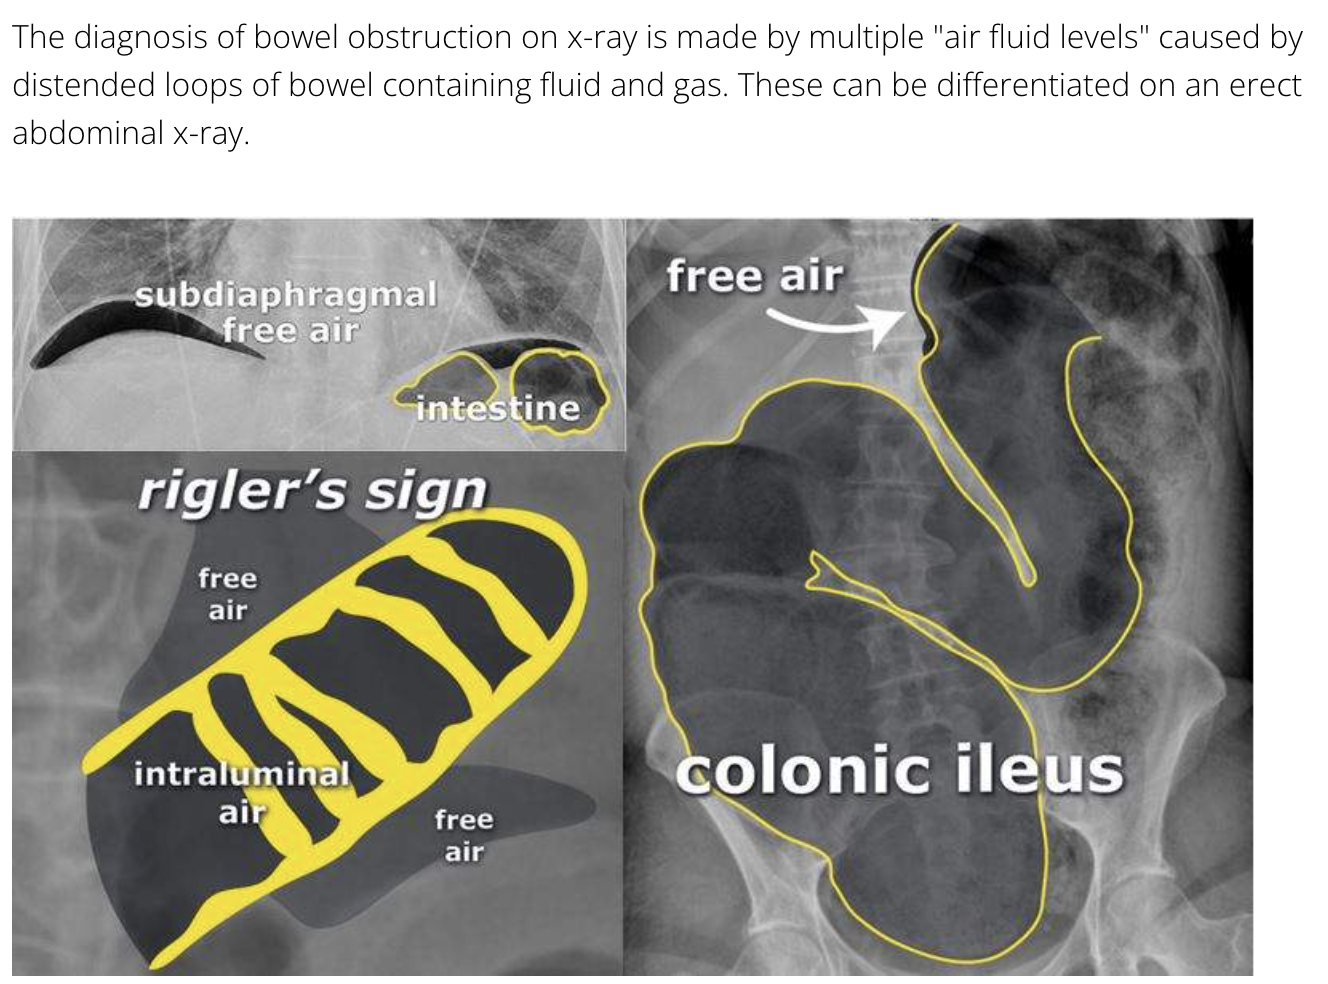 The diagnosis of bowel obstruction on x-ray is made by multiple "air fluid levels" caused by
distended loops of bowel containing fluid and gas. These can be differentiated on an erect
abdominal x-ray.
subdiaphragmal
free air
intestine
rigler's sign
free
air
intraluminal
air
free
air
free air
colonic ileus